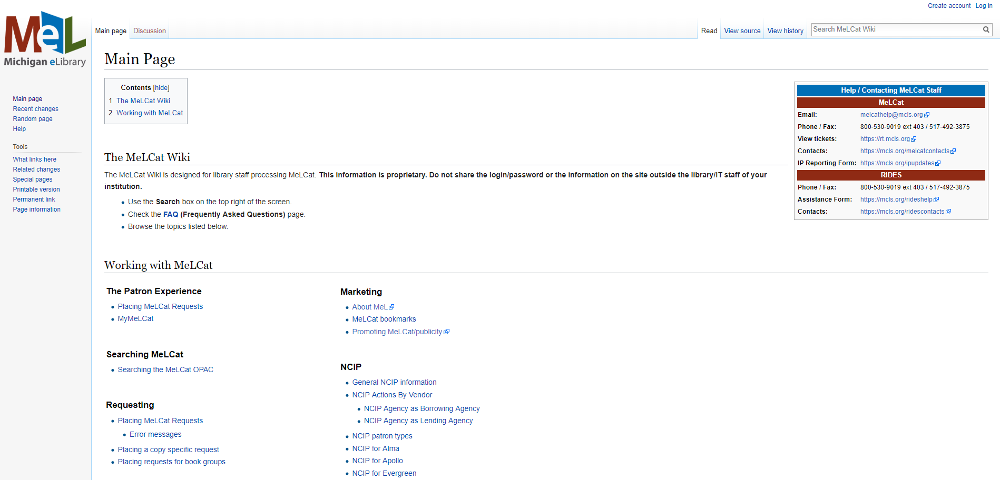 Create account Log in
MeL
Michigan eLibrary
Main page Discussion
Read View source View history Search MeLCat Wiki
Main page
Recent changes
Random page
Help
Tools
What links here
Related changes
Special pages
Printable version
Permanent link
Page information
Main Page
Contents [hide]
1 The MeLCat Wiki
2 Working with MeLCat
Help / Contacting MeLCat Staff
MeLCat
Email: melcathelp@mcls.org
Phone / Fax: 800-530-9019 ext 403 / 517-492-3875
View tickets: https://rt.mcls.org
Contacts: https://mcls.org/melcatcontacts
IP Reporting Form: https://mcls.org/ipupdates
RIDES
Phone / Fax: 800-530-9019 ext 403 / 517-492-3875
Assistance Form: https://mcls.org/rideshelp
Contacts: https://mcls.org/ridescontacts
The MeLCat Wiki
The MeLCat Wiki is designed for library staff processing MeLCat. This information is proprietary. Do not share the login/password or the information on the site outside the library/IT staff of your
institution.
Use the Search box on the top right of the screen.
Check the FAQ (Frequently Asked Questions) page.
Browse the topics listed below.
Working with MeLCat
The Patron Experience
Placing MeLCat Requests
MyMeLCat
Searching MeLCat
Searching the MeLCat OPAC
Requesting
Placing MeLCat Requests
Error messages
Placing a copy specific request
Placing requests for book groups
Marketing
About MeL
MeLCat bookmarks
Promoting MeLCat/publicity
NCIP
General NCIP information
NCIP Actions By Vendor
NCIP Agency as Borrowing Agency
NCIP Agency as Lending Agency
NCIP patron types
NCIP for Alma
NCIP for Apollo
NCIP for Evergreen